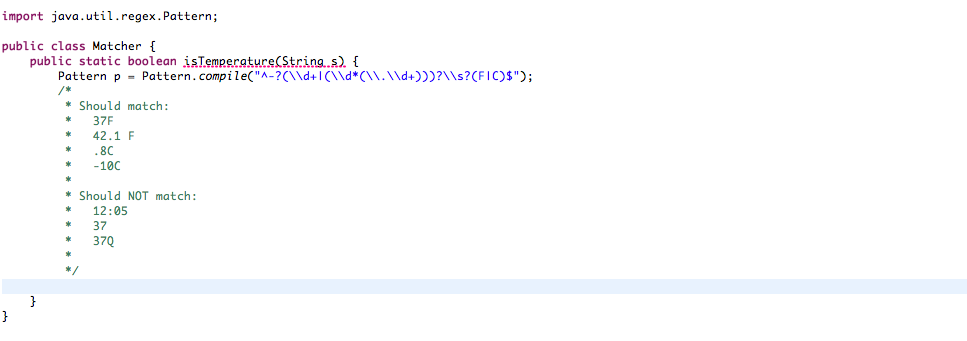 import java.util.regex.Pattern;
public class Matcher {
    public static boolean isTemperature(String s) {
        Pattern p = Pattern.compile("^-?(\\d+|(\\d*(\\.\\d+)))?\\s?(F|C)$");
        /*
         * Should match:
         *   37F
         *   42.1 F
         *   .8C
         *   -10C
         *
         * Should NOT match:
         *   12:05
         *   37
         *   37Q
         *
         */
    }
}